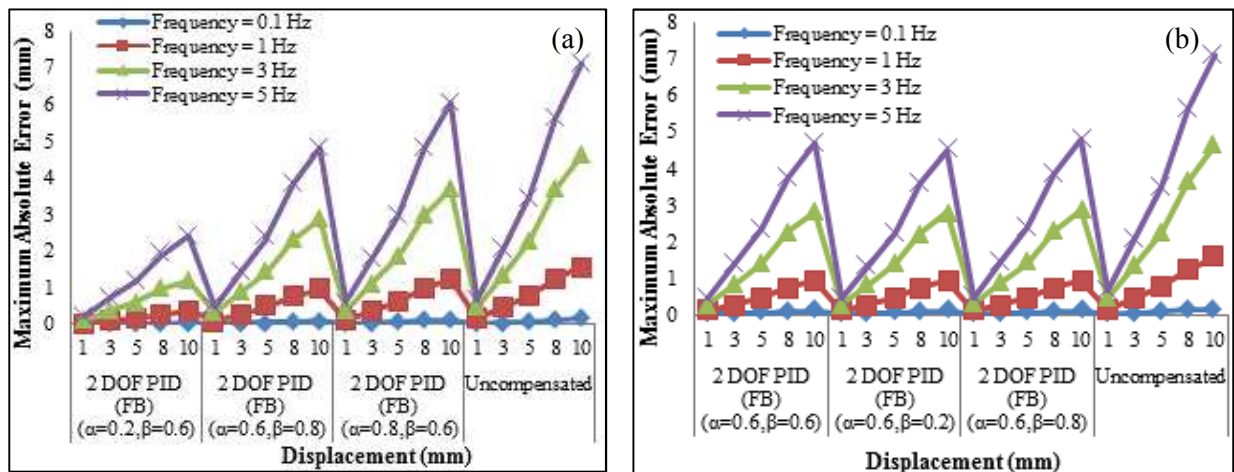 (a)
Maximum Absolute Error (mm)
8
7
6
5
4
3
2
1
0
Frequency = 0.1 Hz
Frequency = 1 Hz
Frequency = 3 Hz
Frequency = 5 Hz
1 3 5 8 10 1 3 5 8 10 1 3 5 8 10 1 3 5 8 10
2 DOF PID 2 DOF PID 2 DOF PID Uncompensated
(FB) (FB) (FB)
(α=0.2,β=0.6) (α=0.6,β=0.8) (α=0.8,β=0.6)
Displacement (mm)
(b)
Maximum Absolute Error (mm)
8
7
6
5
4
3
2
1
0
Frequency = 0.1 Hz
Frequency = 1 Hz
Frequency = 3 Hz
Frequency = 5 Hz
1 3 5 8 10 1 3 5 8 10 1 3 5 8 10 1 3 5 8 10
2 DOF PID 2 DOF PID 2 DOF PID Uncompensated
(FB) (FB) (FB)
(α=0.6,β=0.6) (α=0.6,β=0.2) (α=0.6,β=0.8)
Displacement (mm)